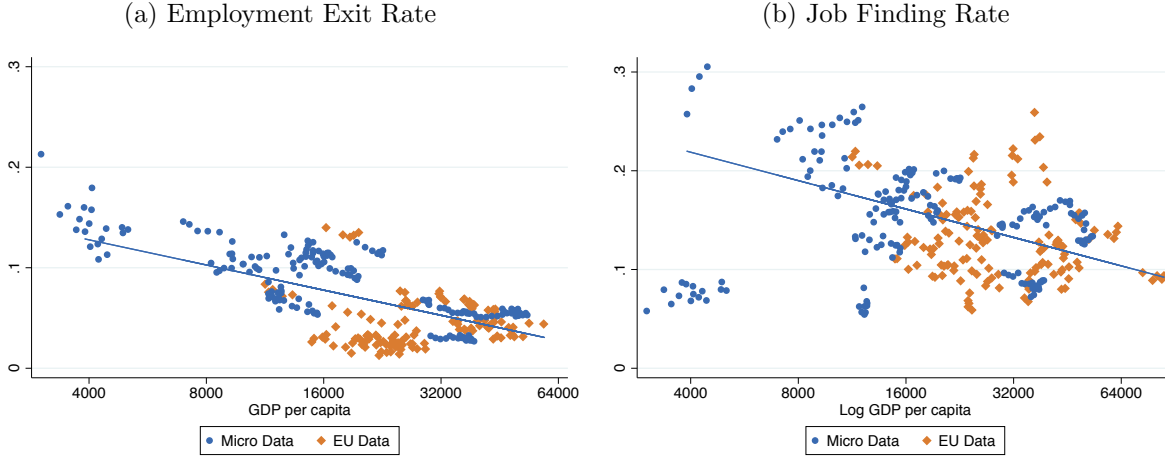 (a) Employment Exit Rate
(b) Job Finding Rate
.3
.2
.1
0
4000 8000 16000 32000 64000
GDP per capita
Micro Data EU Data
.3
.2
.1
0
4000 8000 16000 32000 64000
Log GDP per capita
Micro Data EU Data